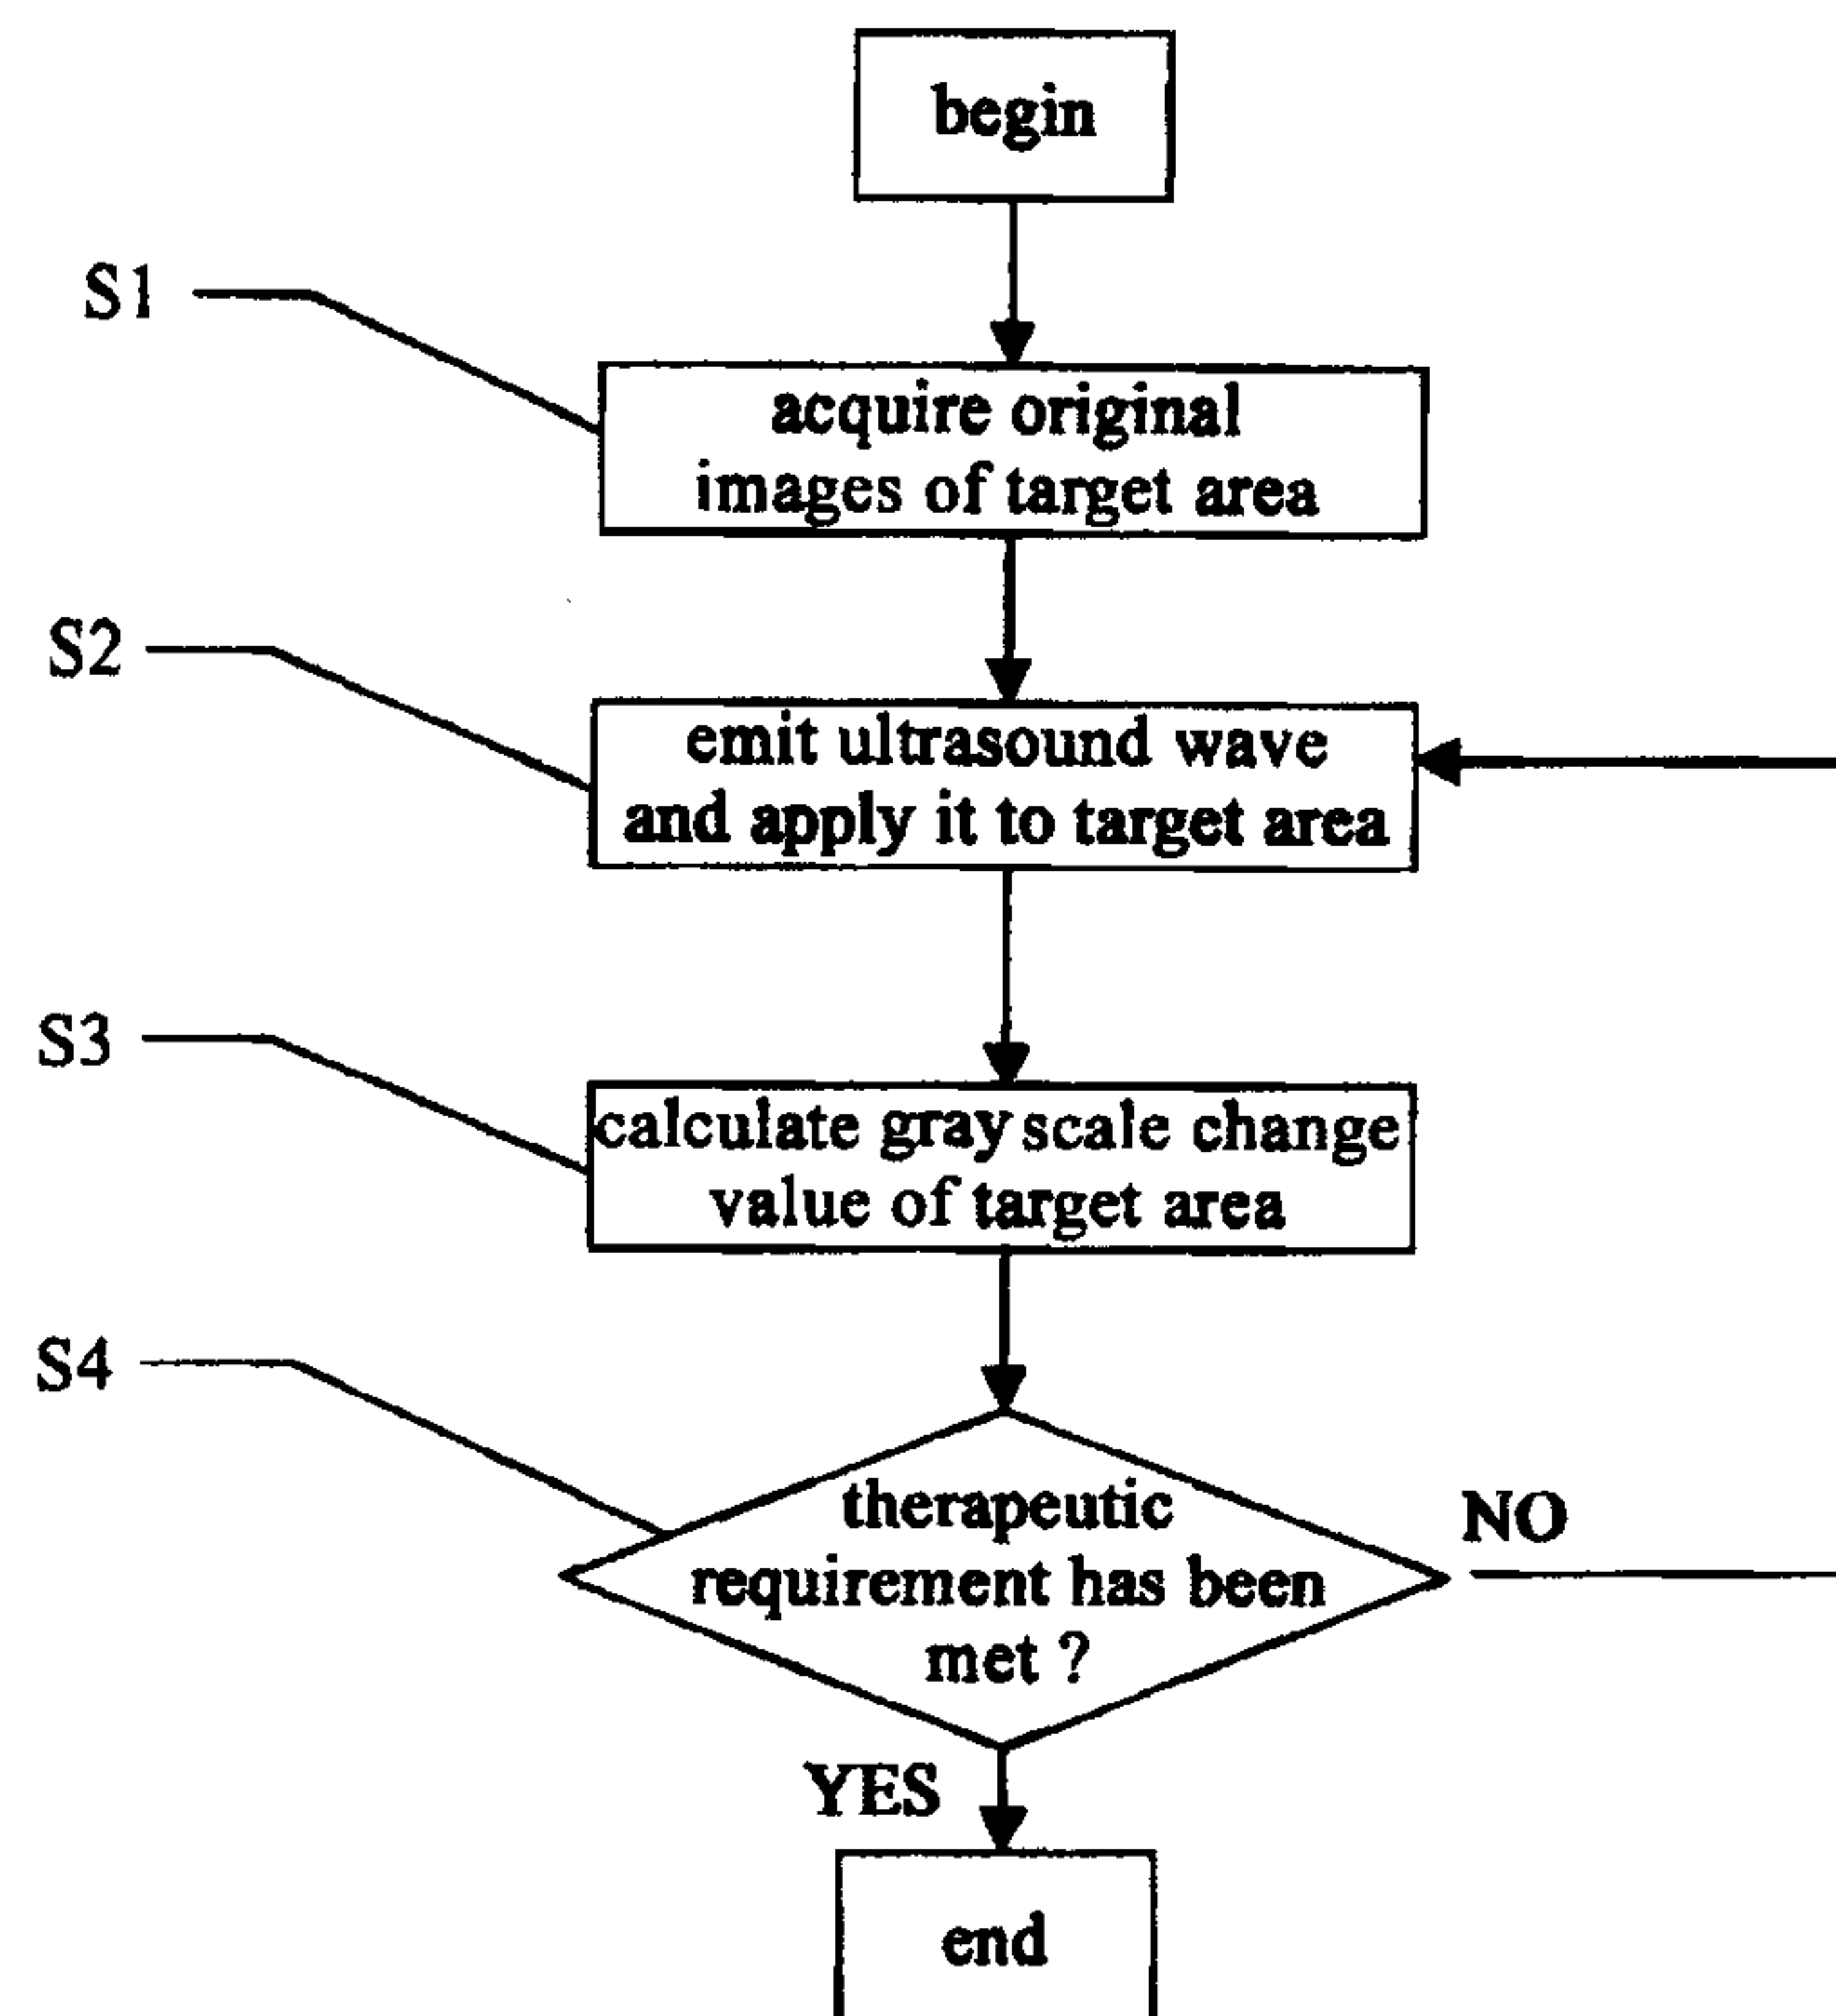 begin
S1
acquire original
images of target area
S2
emit ultrasound wave
and apply it to target area
S3
calculate gray scale change
value of target area
S4
therapeutic
requirement has been
met ?
NO
YES
end